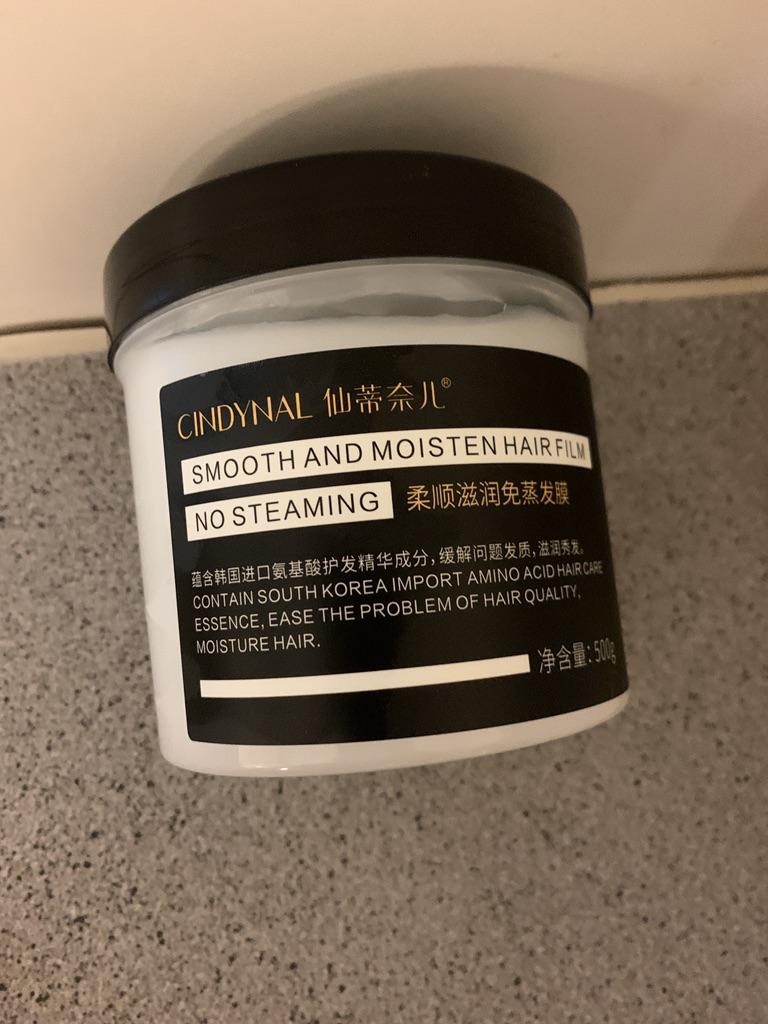 CINDYNAL 仙蒂奈儿®
SMOOTH AND MOISTEN HAIR FILM
NO STEAMING 柔顺滋润免蒸发膜
蕴含韩国进口氨基酸护发精华成分，缓解问题发质，滋润秀发。
CONTAIN SOUTH KOREA IMPORT AMINO ACID HAIR CARE
ESSENCE, EASE THE PROBLEM OF HAIR QUALITY,
MOISTURE HAIR.
净含量：500g